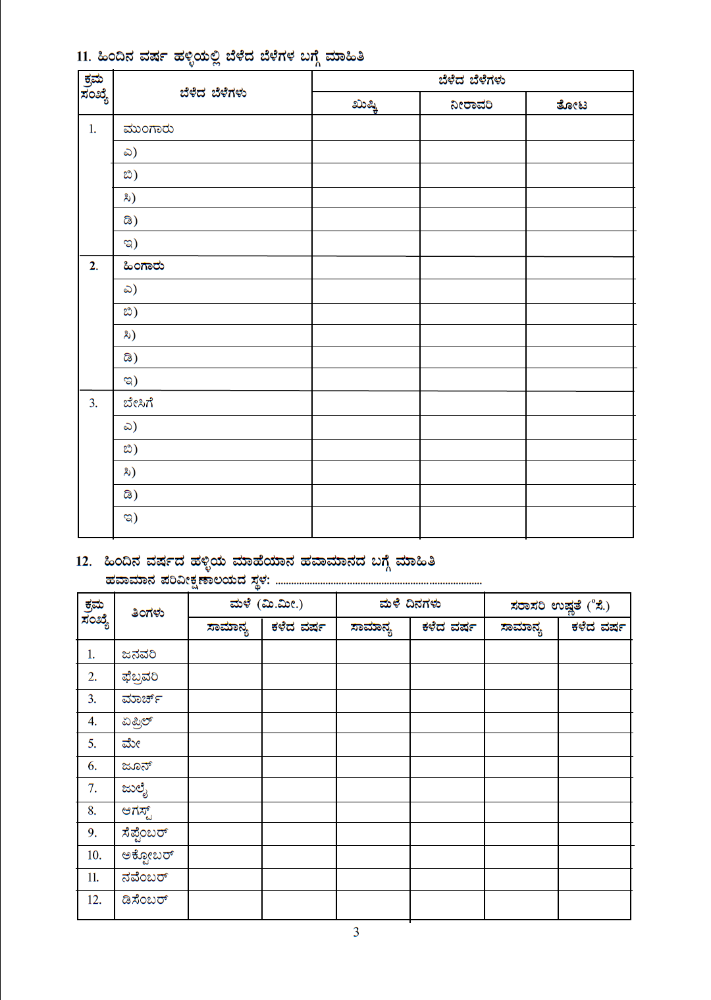 11. ಹಿಂದಿನ ವರ್ಷ ಹಳ್ಳಿಯಲ್ಲಿ ಬೆಳೆದ ಬೆಳೆಗಳ ಬಗ್ಗೆ ಮಾಹಿತಿ
ಕ್ರಮ ಸಂಖ್ಯೆ ಬೆಳೆದ ಬೆಳೆಗಳು ಬೆಳೆದ ಬೆಳೆಗಳು
ಖುಷ್ಕಿ ನೀರಾವರಿ ತೋಟ
1. ಮುಂಗಾರು
ಎ)
ಬಿ)
ಸಿ)
ಡಿ)
ಇ)
2. ಹಿಂಗಾರು
ಎ)
ಬಿ)
ಸಿ)
ಡಿ)
ಇ)
3. ಬೇಸಿಗೆ
ಎ)
ಬಿ)
ಸಿ)
ಡಿ)
ಇ)
12. ಹಿಂದಿನ ವರ್ಷದ ಹಳ್ಳಿಯ ಮಾಹೆಯಾನ ಹವಾಮಾನದ ಬಗ್ಗೆ ಮಾಹಿತಿ
ಹವಾಮಾನ ಪರಿವೀಕ್ಷಣಾಲಯದ ಸ್ಥಳ: ..............................................................................
ಕ್ರಮ ಸಂಖ್ಯೆ ತಿಂಗಳು ಮಳೆ (ಮಿ.ಮೀ.) ಮಳೆ ದಿನಗಳು ಸರಾಸರಿ ಉಷ್ಣತೆ (°ಸೆ.)
ಸಾಮಾನ್ಯ ಕಳೆದ ವರ್ಷ ಸಾಮಾನ್ಯ ಕಳೆದ ವರ್ಷ ಸಾಮಾನ್ಯ ಕಳೆದ ವರ್ಷ
1. ಜನವರಿ
2. ಫೆಬ್ರವರಿ
3. ಮಾರ್ಚ್
4. ಏಪ್ರಿಲ್
5. ಮೇ
6. ಜೂನ್
7. ಜುಲೈ
8. ಆಗಸ್ಟ್
9. ಸೆಪ್ಟೆಂಬರ್
10. ಅಕ್ಟೋಬರ್
11. ನವೆಂಬರ್
12. ಡಿಸೆಂಬರ್
3